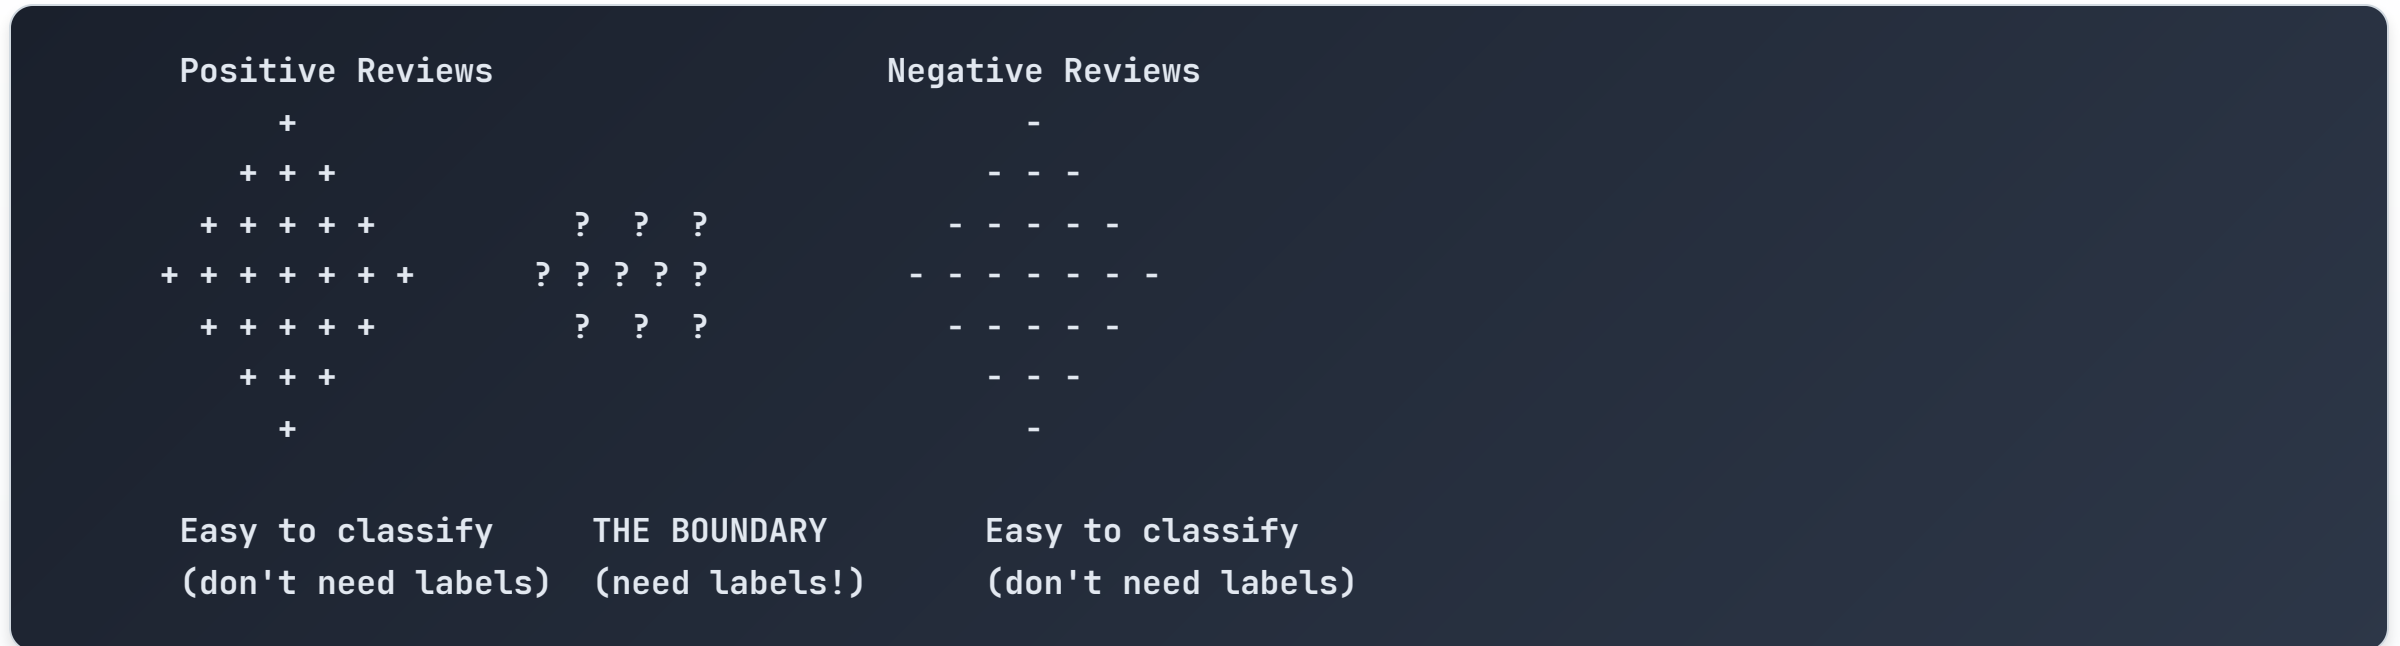 Positive Reviews                    Negative Reviews
      +                                     -
    + + +                                 - - -
  + + + + +          ?  ?  ?            - - - - -
+ + + + + + +      ? ? ? ? ?          - - - - - - -
  + + + + +          ?  ?  ?            - - - - -
    + + +                                 - - -
      +                                     -
Easy to classify     THE BOUNDARY        Easy to classify
(don't need labels)  (need labels!)      (don't need labels)